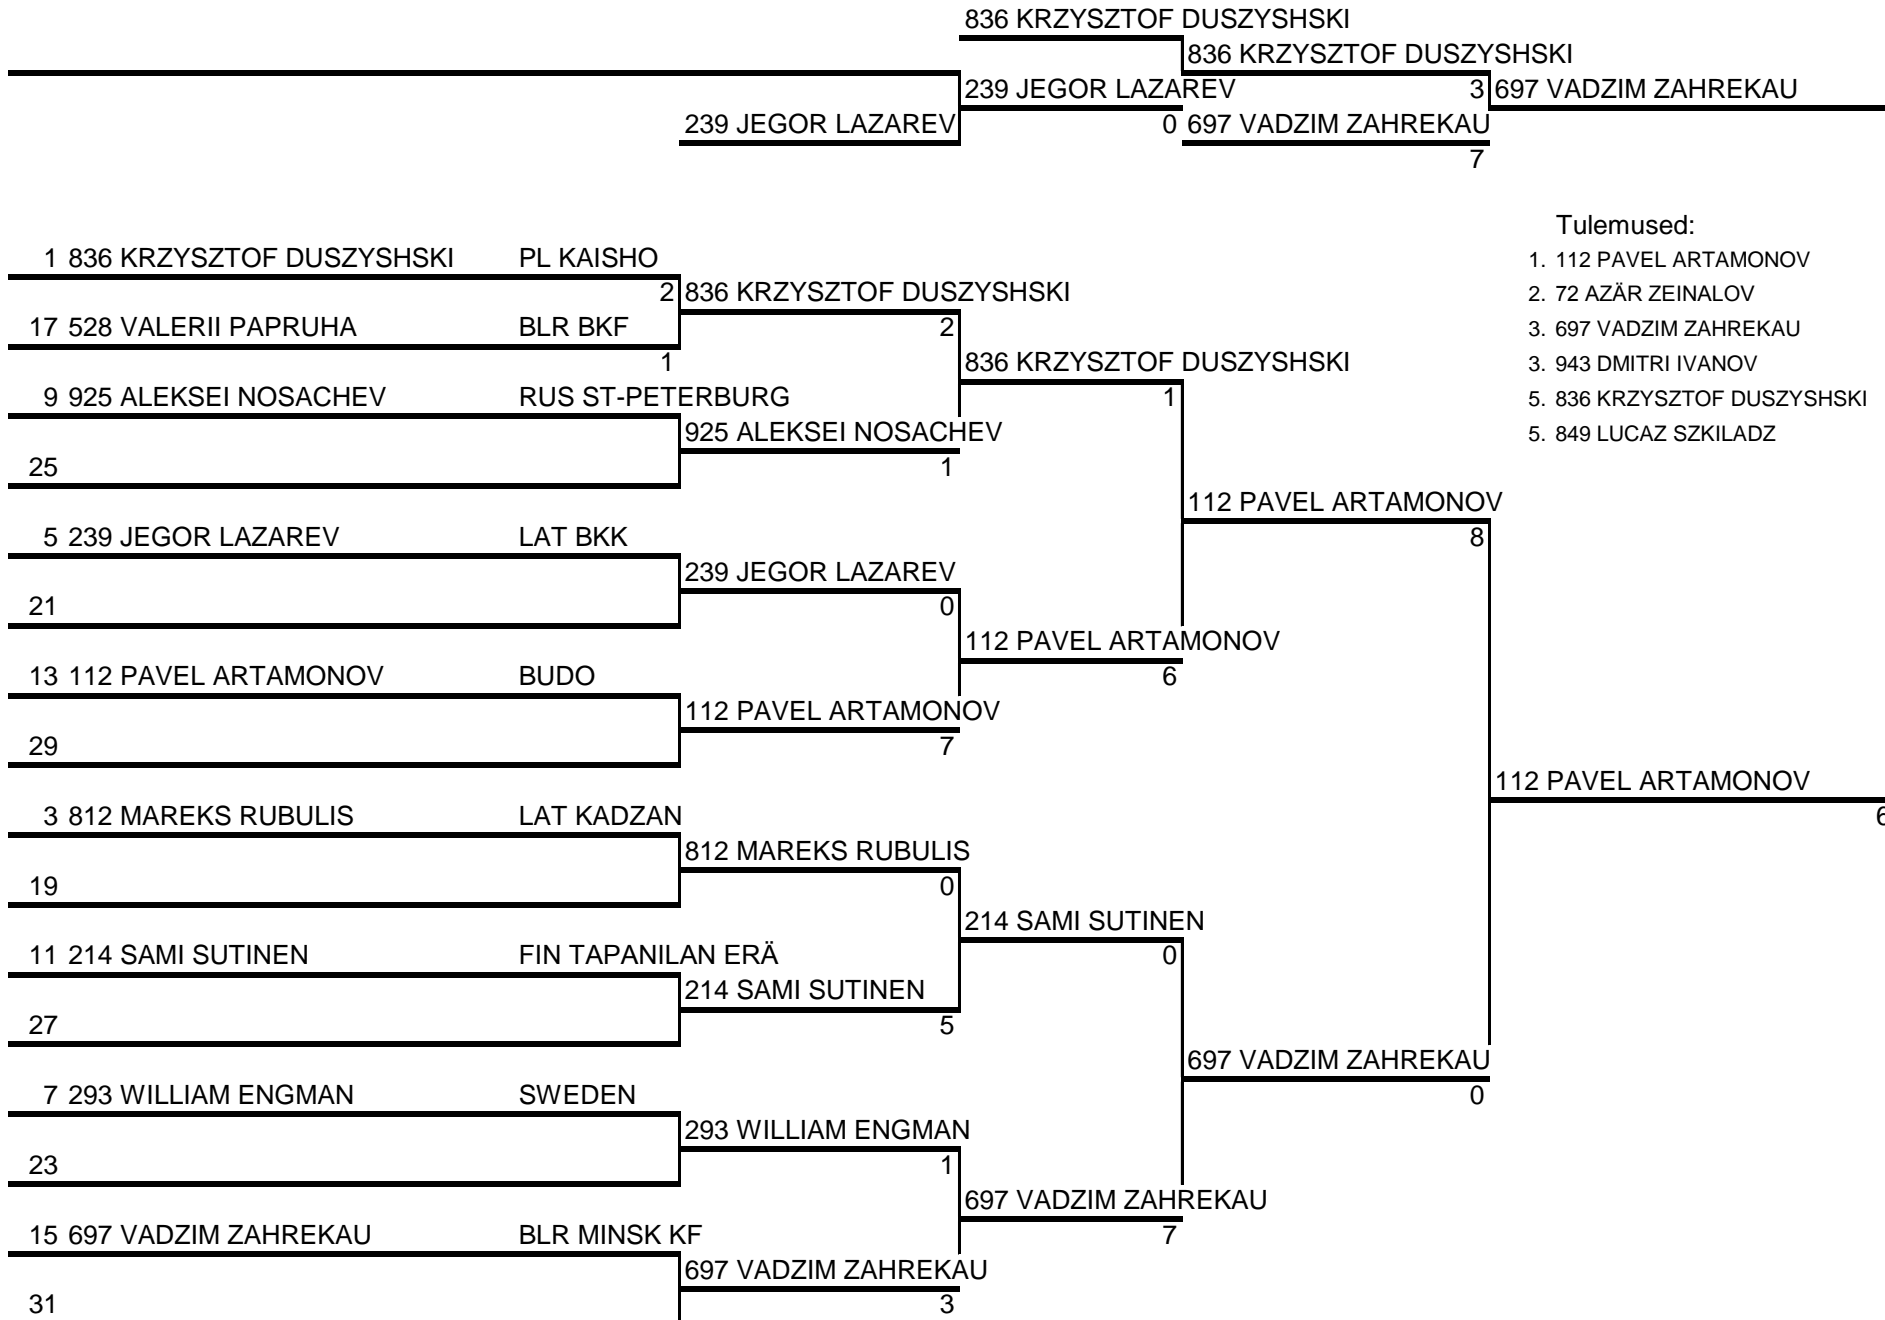 836 KRZYSZTOF DUSZYSHSKI
836 KRZYSZTOF DUSZYSHSKI
239 JEGOR LAZAREV 3 697 VADZIM ZAHREKAU
239 JEGOR LAZAREV 0 697 VADZIM ZAHREKAU
7
Tulemused:
1 836 KRZYSZTOF DUSZYSHSKI PL KAISHO 1. 112 PAVEL ARTAMONOV
2 836 KRZYSZTOF DUSZYSHSKI 2. 72 AZÄR ZEINALOV
17 528 VALERII PAPRUHA BLR BKF 2 3. 697 VADZIM ZAHREKAU
1 836 KRZYSZTOF DUSZYSHSKI 3. 943 DMITRI IVANOV
9 925 ALEKSEI NOSACHEV RUS ST-PETERBURG 1 5. 836 KRZYSZTOF DUSZYSHSKI
925 ALEKSEI NOSACHEV 5. 849 LUCAZ SZKILADZ
25 1
112 PAVEL ARTAMONOV
5 239 JEGOR LAZAREV LAT BKK 8
239 JEGOR LAZAREV
21 0
112 PAVEL ARTAMONOV
13 112 PAVEL ARTAMONOV BUDO 6
112 PAVEL ARTAMONOV
29 7
112 PAVEL ARTAMONOV
3 812 MAREKS RUBULIS LAT KADZAN 6
812 MAREKS RUBULIS
19 0
214 SAMI SUTINEN
11 214 SAMI SUTINEN FIN TAPANILAN ERÄ 0
214 SAMI SUTINEN
27 5
697 VADZIM ZAHREKAU
7 293 WILLIAM ENGMAN SWEDEN 0
293 WILLIAM ENGMAN
23 1
697 VADZIM ZAHREKAU
15 697 VADZIM ZAHREKAU BLR MINSK KF 7
697 VADZIM ZAHREKAU
31 3